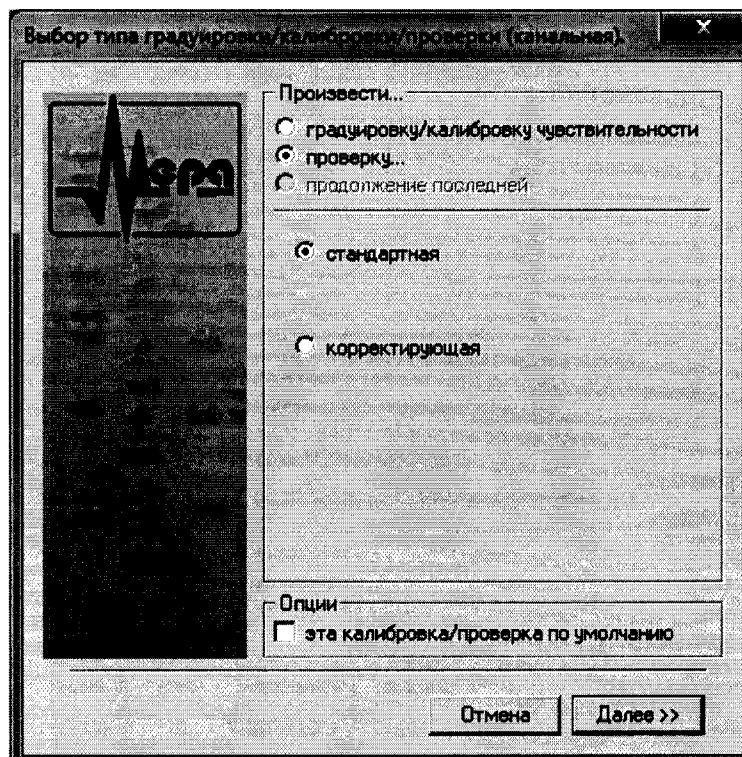 Выбор типа градуировки/калибровки/проверки (канальная).
Мера
Произвести...
градуировку/калибровку чувствительности
проверку...
продолжение последней
стандартная
корректирующая
Опции
эта калибровка/проверка по умолчанию
Отмена
Далее >>